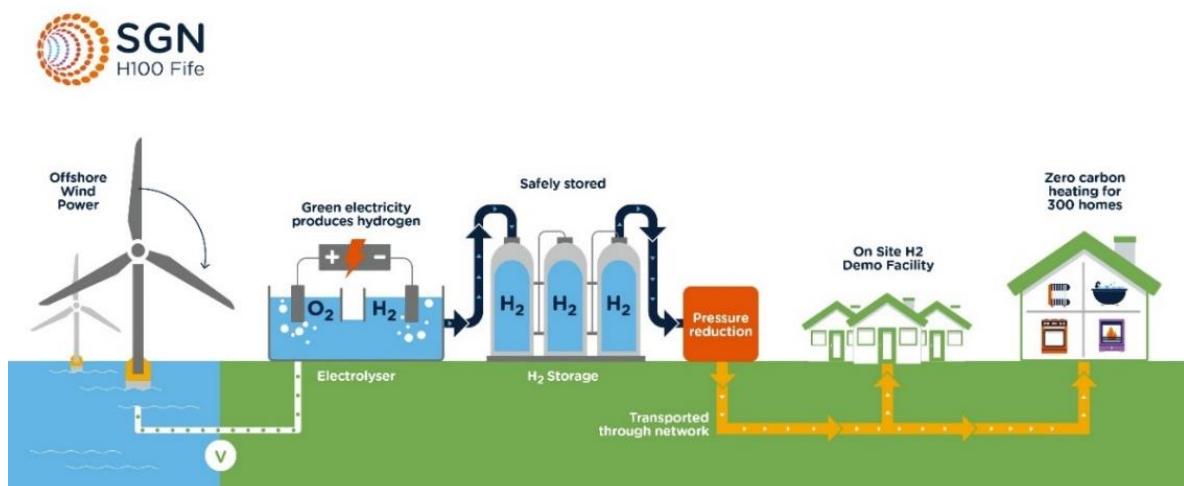 SGN
H100 Fife
Offshore
Wind
Power
Green electricity
produces hydrogen
+ −
O₂ H₂
Electrolyser
Safely stored
H₂ H₂ H₂
H₂ Storage
Pressure
reduction
Transported
through network
On Site H2
Demo Facility
Zero carbon
heating for
300 homes
V